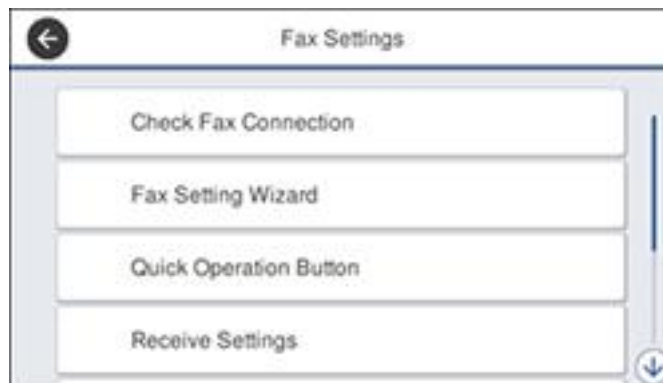 Fax Settings
Check Fax Connection
Fax Setting Wizard
Quick Operation Button
Receive Settings